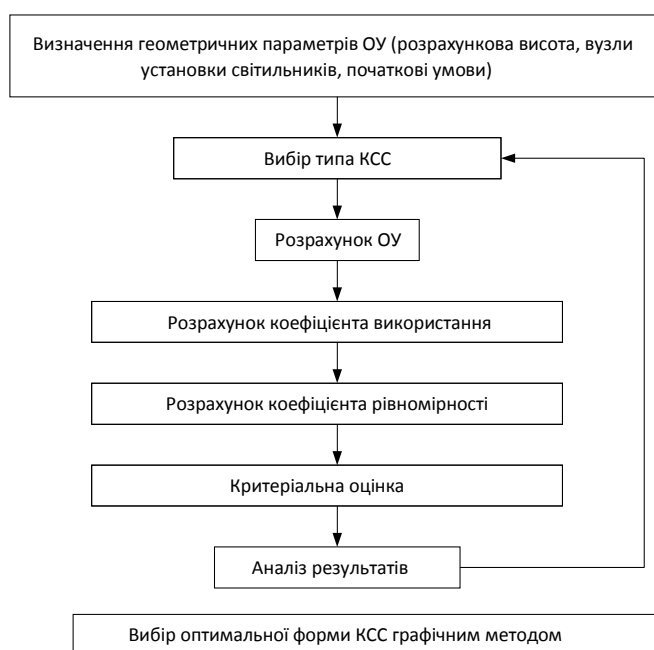 Визначення геометричних параметрів ОУ (розрахункова висота, вузли
установки світильників, початкові умови)
Вибір типа КСС
Розрахунок ОУ
Розрахунок коефіцієнта використання
Розрахунок коефіцієнта рівномірності
Критеріальна оцінка
Аналіз результатів
Вибір оптимальної форми КСС графічним методом